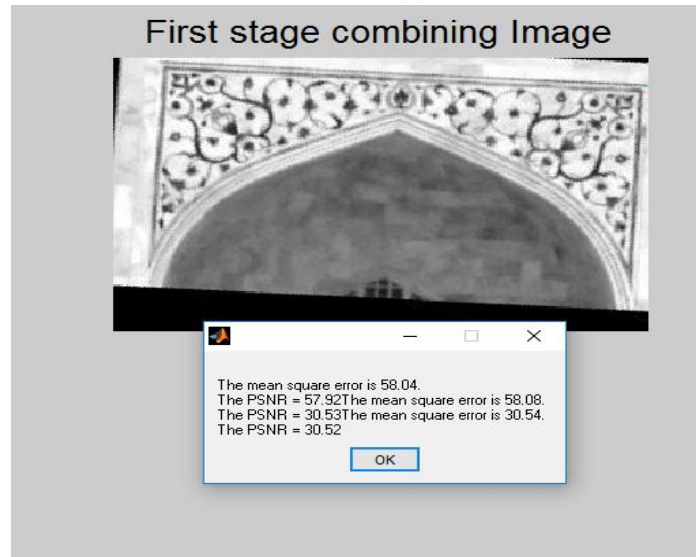 First stage combining Image
The mean square error is 58.04.
The PSNR = 57.92The mean square error is 58.08.
The PSNR = 30.53The mean square error is 30.54.
The PSNR = 30.52
OK